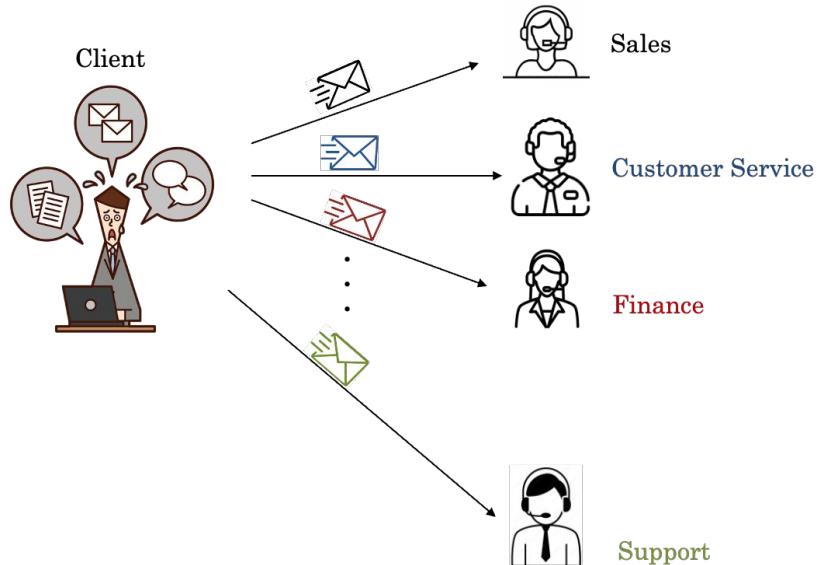 Client
Sales
Customer Service
Finance
Support